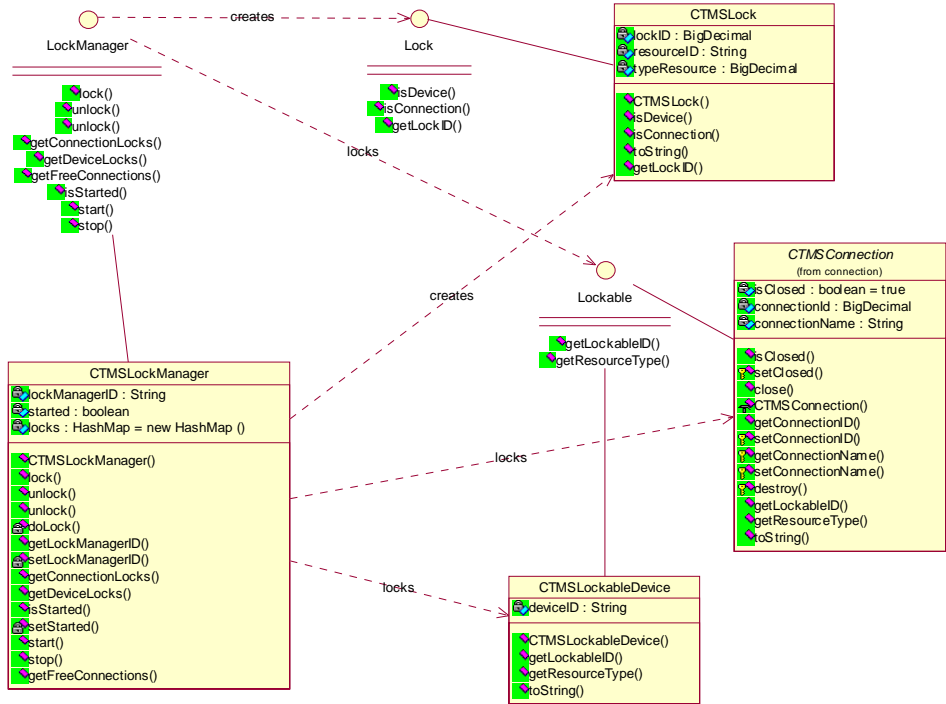 creates
LockManager
lock()
unlock()
unlock()
getConnectionLocks()
getDeviceLocks()
getFreeConnections()
isStarted()
start()
stop()
Lock
isDevice()
isConnection()
getLockID()
CTMSLock
lockID : BigDecimal
resourceID : String
typeResource : BigDecimal
CTMSLock()
isDevice()
isConnection()
toString()
getLockID()
locks
creates
Lockable
getLockableID()
getResourceType()
CTMSConnection
(from connection)
isClosed : boolean = true
connectionId : BigDecimal
connectionName : String
isClosed()
setClosed()
close()
CTMSConnection()
getConnectionID()
setConnectionID()
getConnectionName()
setConnectionName()
destroy()
getLockableID()
getResourceType()
toString()
CTMSLockManager
lockManagerID : String
started : boolean
locks : HashMap = new HashMap ()
CTMSLockManager()
lock()
unlock()
unlock()
doLock()
getLockManagerID()
setLockManagerID()
getConnectionLocks()
getDeviceLocks()
isStarted()
setStarted()
start()
stop()
getFreeConnections()
locks
locks
CTMSLockableDevice
deviceID : String
CTMSLockableDevice()
getLockableID()
getResourceType()
toString()